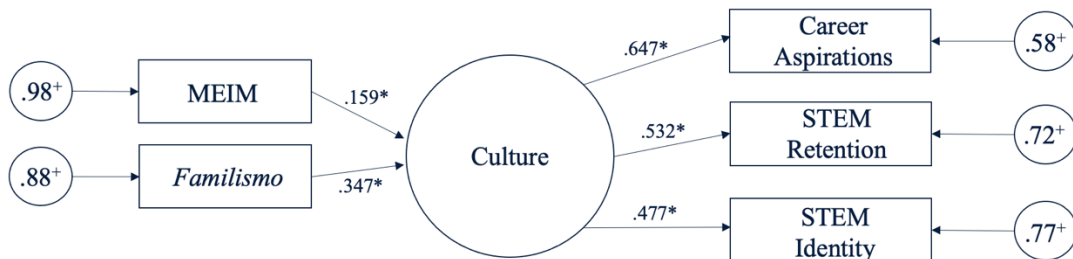 Career
Aspirations
.58+
.647*
.98+
MEIM
.159*
.532*
STEM
Retention
.72+
Culture
.88+
Familismo
.347*
.477*
STEM
Identity
.77+